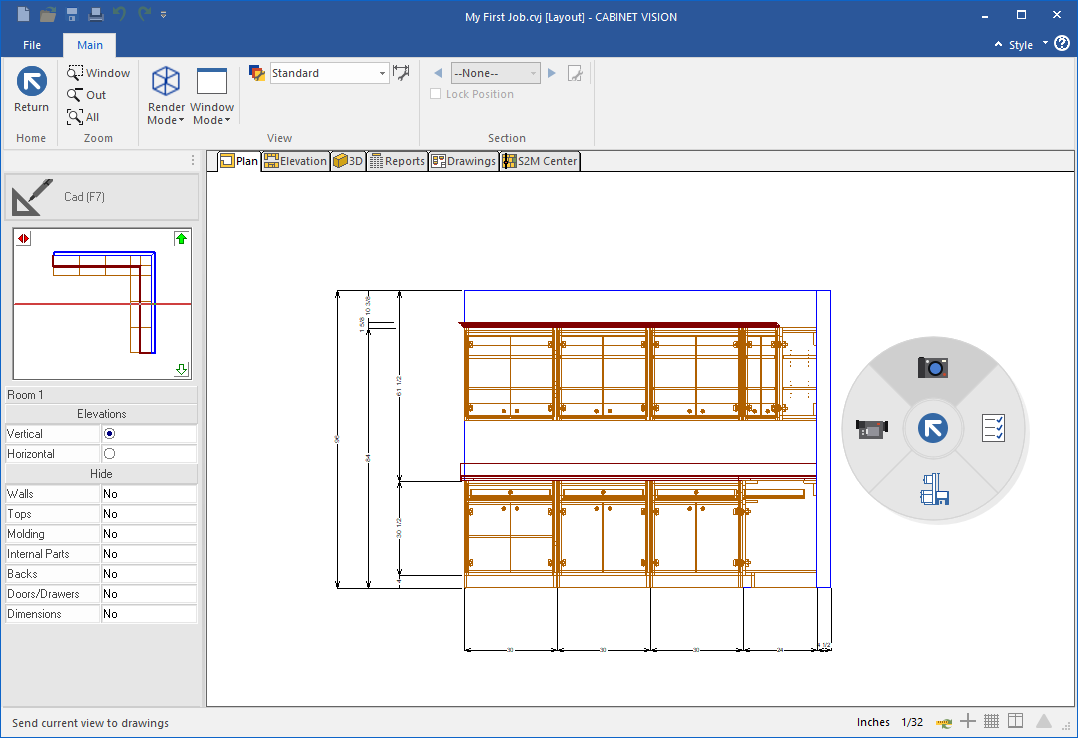 My First Job.cvj [Layout] - CABINET VISION
File
Main
Style
Return
Window
Out
All
Render Mode
Window Mode
Standard
--None--
Lock Position
Home
Zoom
View
Section
Plan
Elevation
3D
Reports
Drawings
S2M Center
Cad (F7)
Room 1
Elevations
Vertical
Horizontal
Hide
Walls No
Tops No
Molding No
Internal Parts No
Backs No
Doors/Drawers No
Dimensions No
10 3/8
1 5/8
61 1/2
96
84
30 1/2
4
30
30
30
24
4 1/2
Send current view to drawings
Inches
1/32